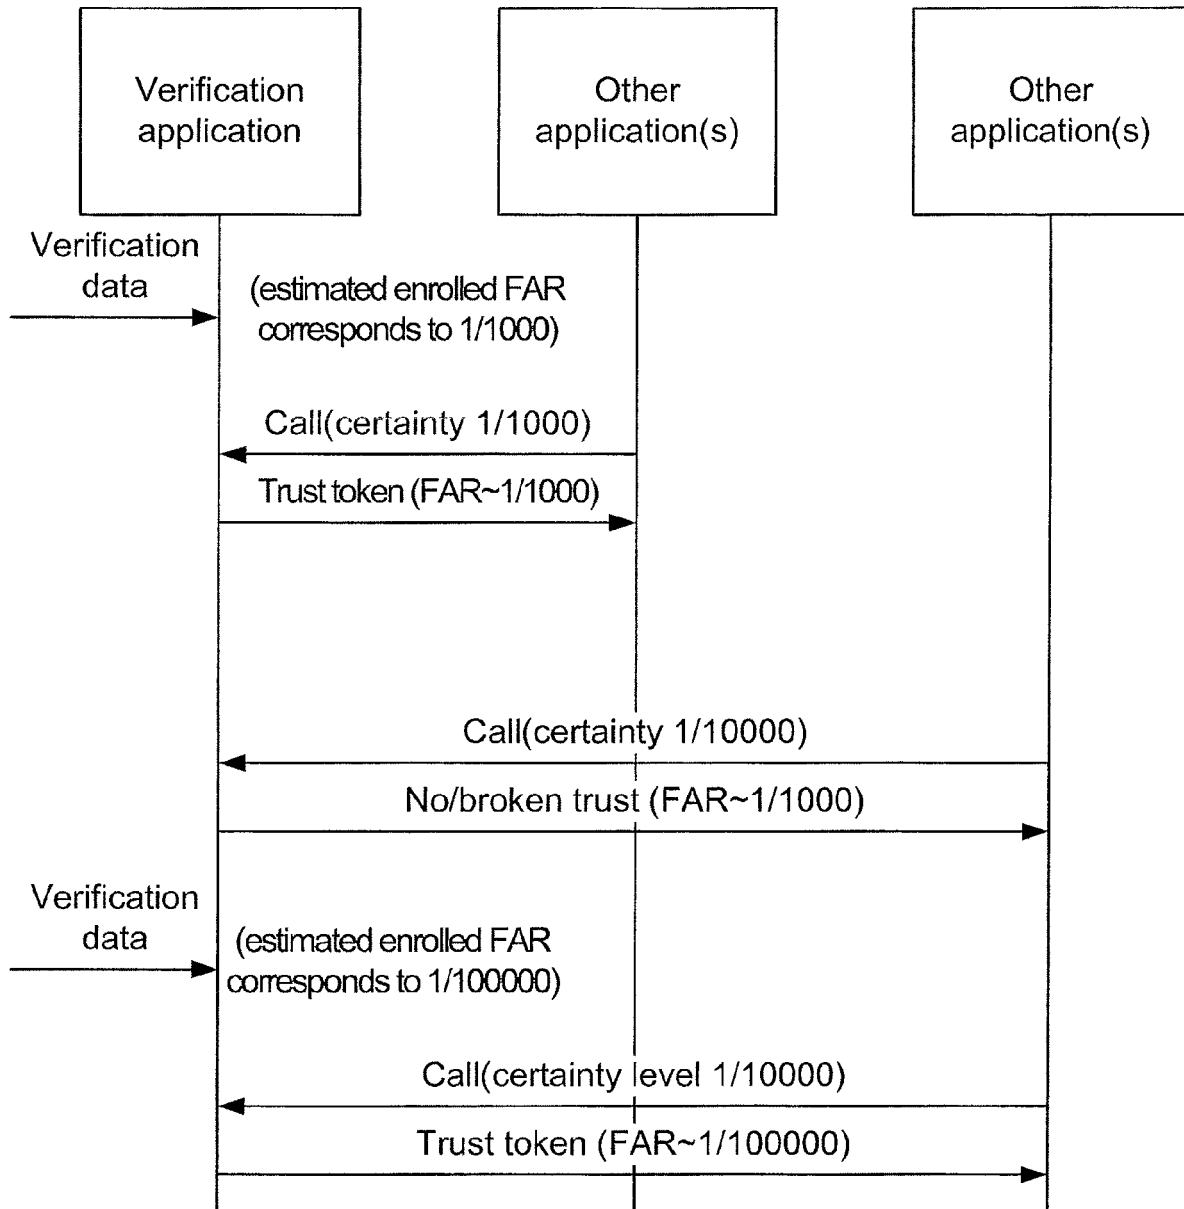 Verification
application
Other
application(s)
Other
application(s)
Verification
data
(estimated enrolled FAR
corresponds to 1/1000)
Call(certainty 1/1000)
Trust token (FAR~1/1000)
Call(certainty 1/10000)
No/broken trust (FAR~1/1000)
Verification
data
(estimated enrolled FAR
corresponds to 1/100000)
Call(certainty level 1/10000)
Trust token (FAR~1/100000)